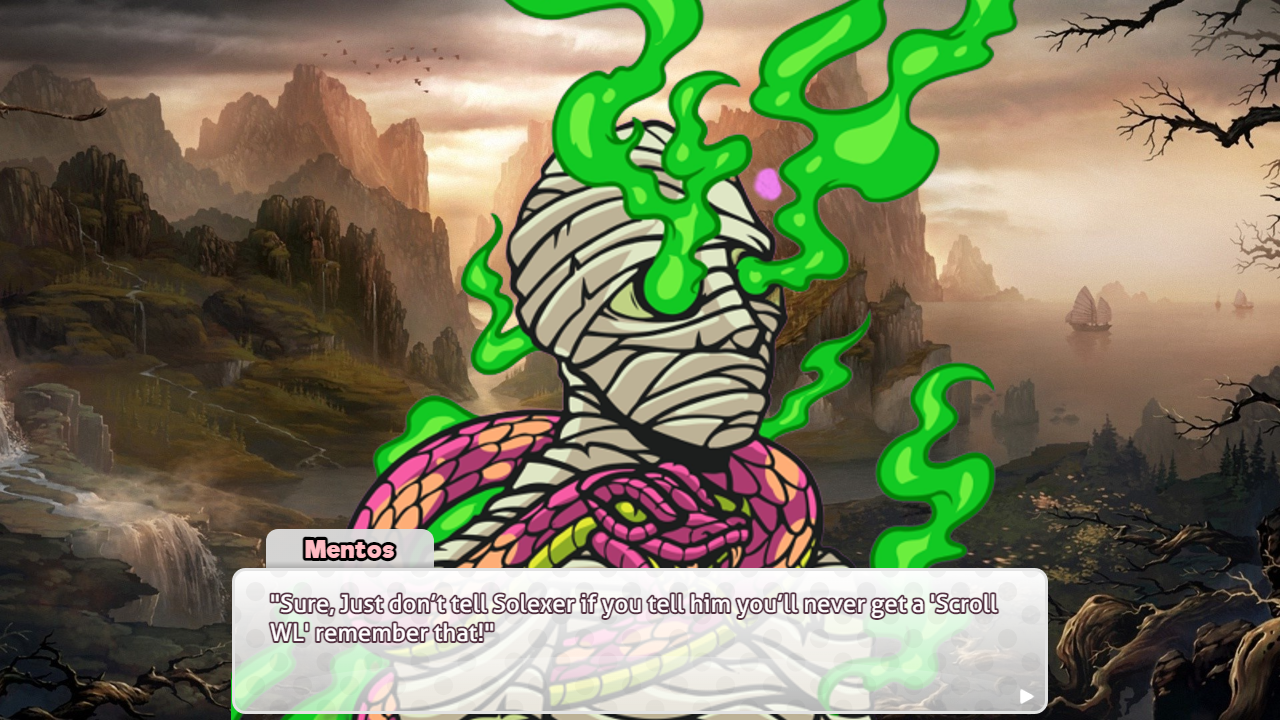 Mentos
"Sure, Just don’t tell Solexer if you tell him you’ll never get a 'Scroll
WL' remember that!"